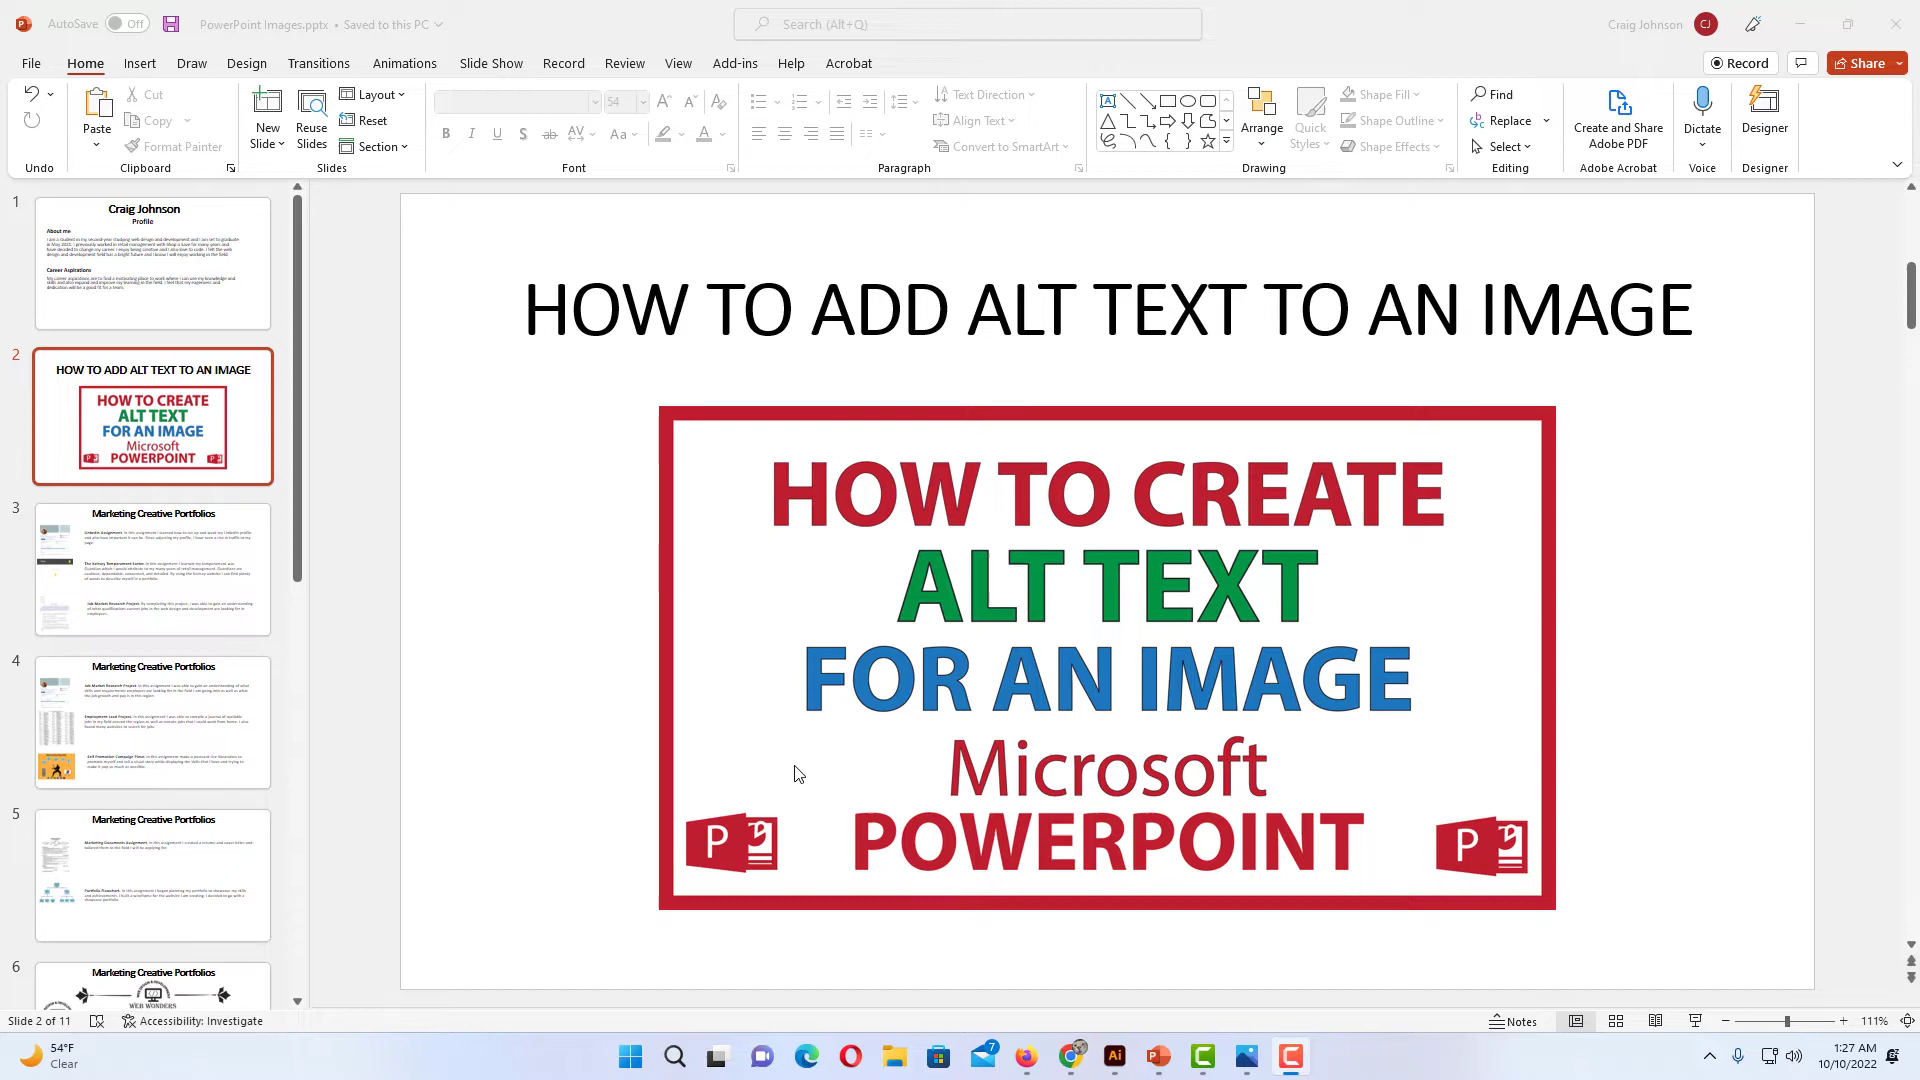 AutoSave Off PowerPoint Images.pptx • Saved to this PC Search (Alt+Q) Craig Johnson CJ
File Home Insert Draw Design Transitions Animations Slide Show Record Review View Add-ins Help Acrobat Record Share
Cut
Copy
Format Painter
Paste
New Slide
Reuse Slides
Layout
Reset
Section
54
Text Direction
Align Text
Convert to SmartArt
Arrange
Quick Styles
Shape Fill
Shape Outline
Shape Effects
Find
Replace
Select
Create and Share Adobe PDF
Dictate
Designer
Undo Clipboard Slides Font Paragraph Drawing Editing Adobe Acrobat Voice Designer
1
Craig Johnson
Profile
About me
Career Aspirations
2
HOW TO ADD ALT TEXT TO AN IMAGE
HOW TO CREATE
ALT TEXT
FOR AN IMAGE
Microsoft
POWERPOINT
3
Marketing Creative Portfolios
4
Marketing Creative Portfolios
5
Marketing Creative Portfolios
6
Marketing Creative Portfolios
WEB WONDERS
HOW TO ADD ALT TEXT TO AN IMAGE
HOW TO CREATE
ALT TEXT
FOR AN IMAGE
Microsoft
POWERPOINT
Slide 2 of 11 Accessibility: Investigate Notes 111%
54°F
Clear
7
1:27 AM
10/10/2022